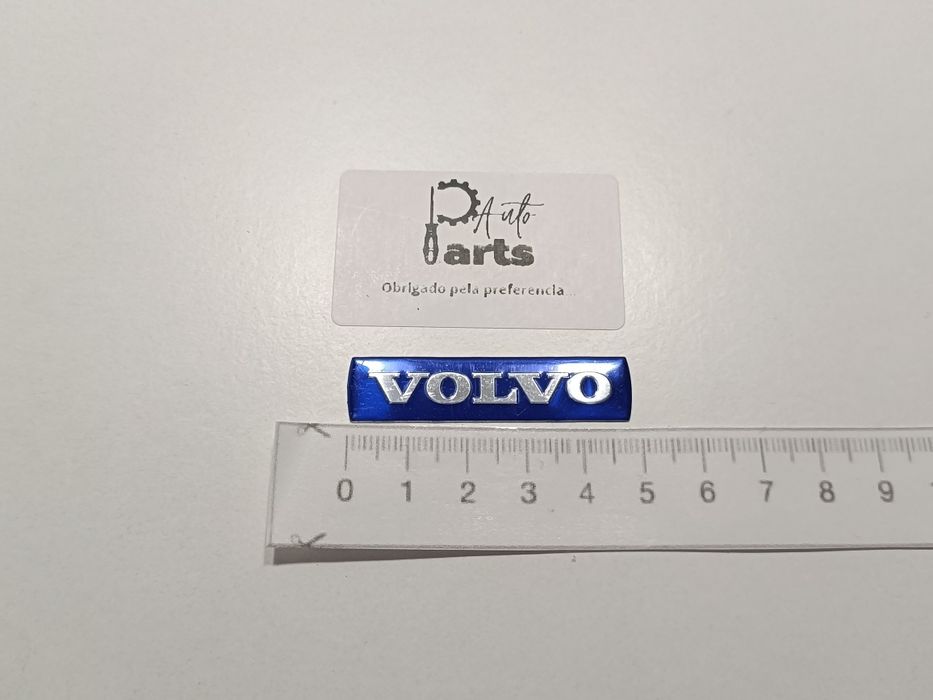 Auto
Parts
Obrigado pela preferencia...
VOLVO
0 1 2 3 4 5 6 7 8 9